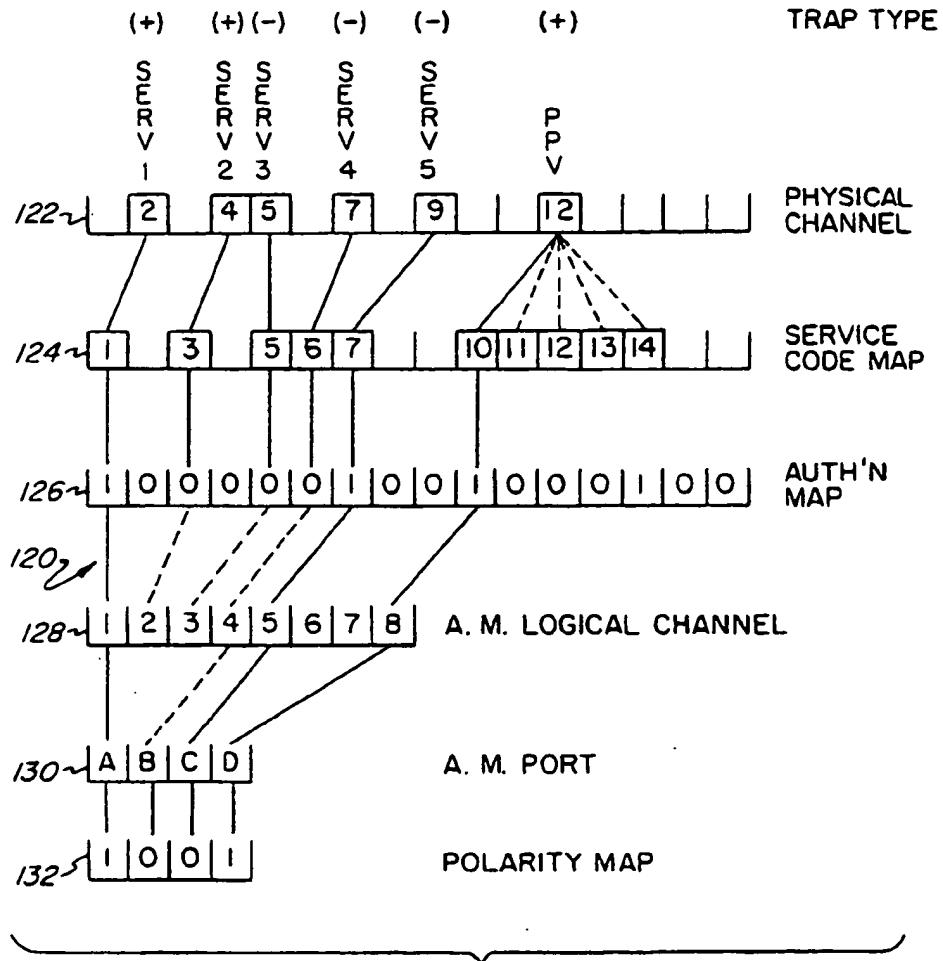 (+) (+) (-) (-) (-) (+) TRAP TYPE
SERV 1 SERV 2 SERV 3 SERV 4 SERV 5 PPV
122 2 4 5 7 9 12 PHYSICAL CHANNEL
124 1 3 5 6 7 10 11 12 13 14 SERVICE CODE MAP
126 1 0 0 0 0 0 1 0 0 1 0 0 0 1 0 0 AUTH'N MAP
120
128 1 2 3 4 5 6 7 8 A. M. LOGICAL CHANNEL
130 A B C D A. M. PORT
132 1 0 0 1 POLARITY MAP